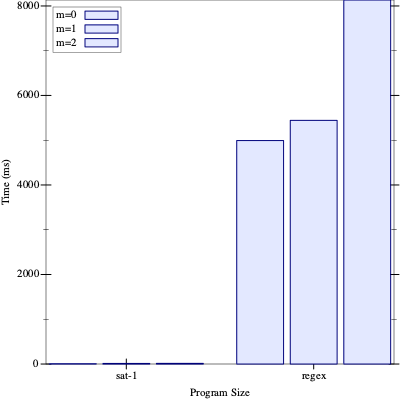 8000
m=0
m=1
m=2
6000
Time (ms)
4000
2000
0
sat-1 regex
Program Size